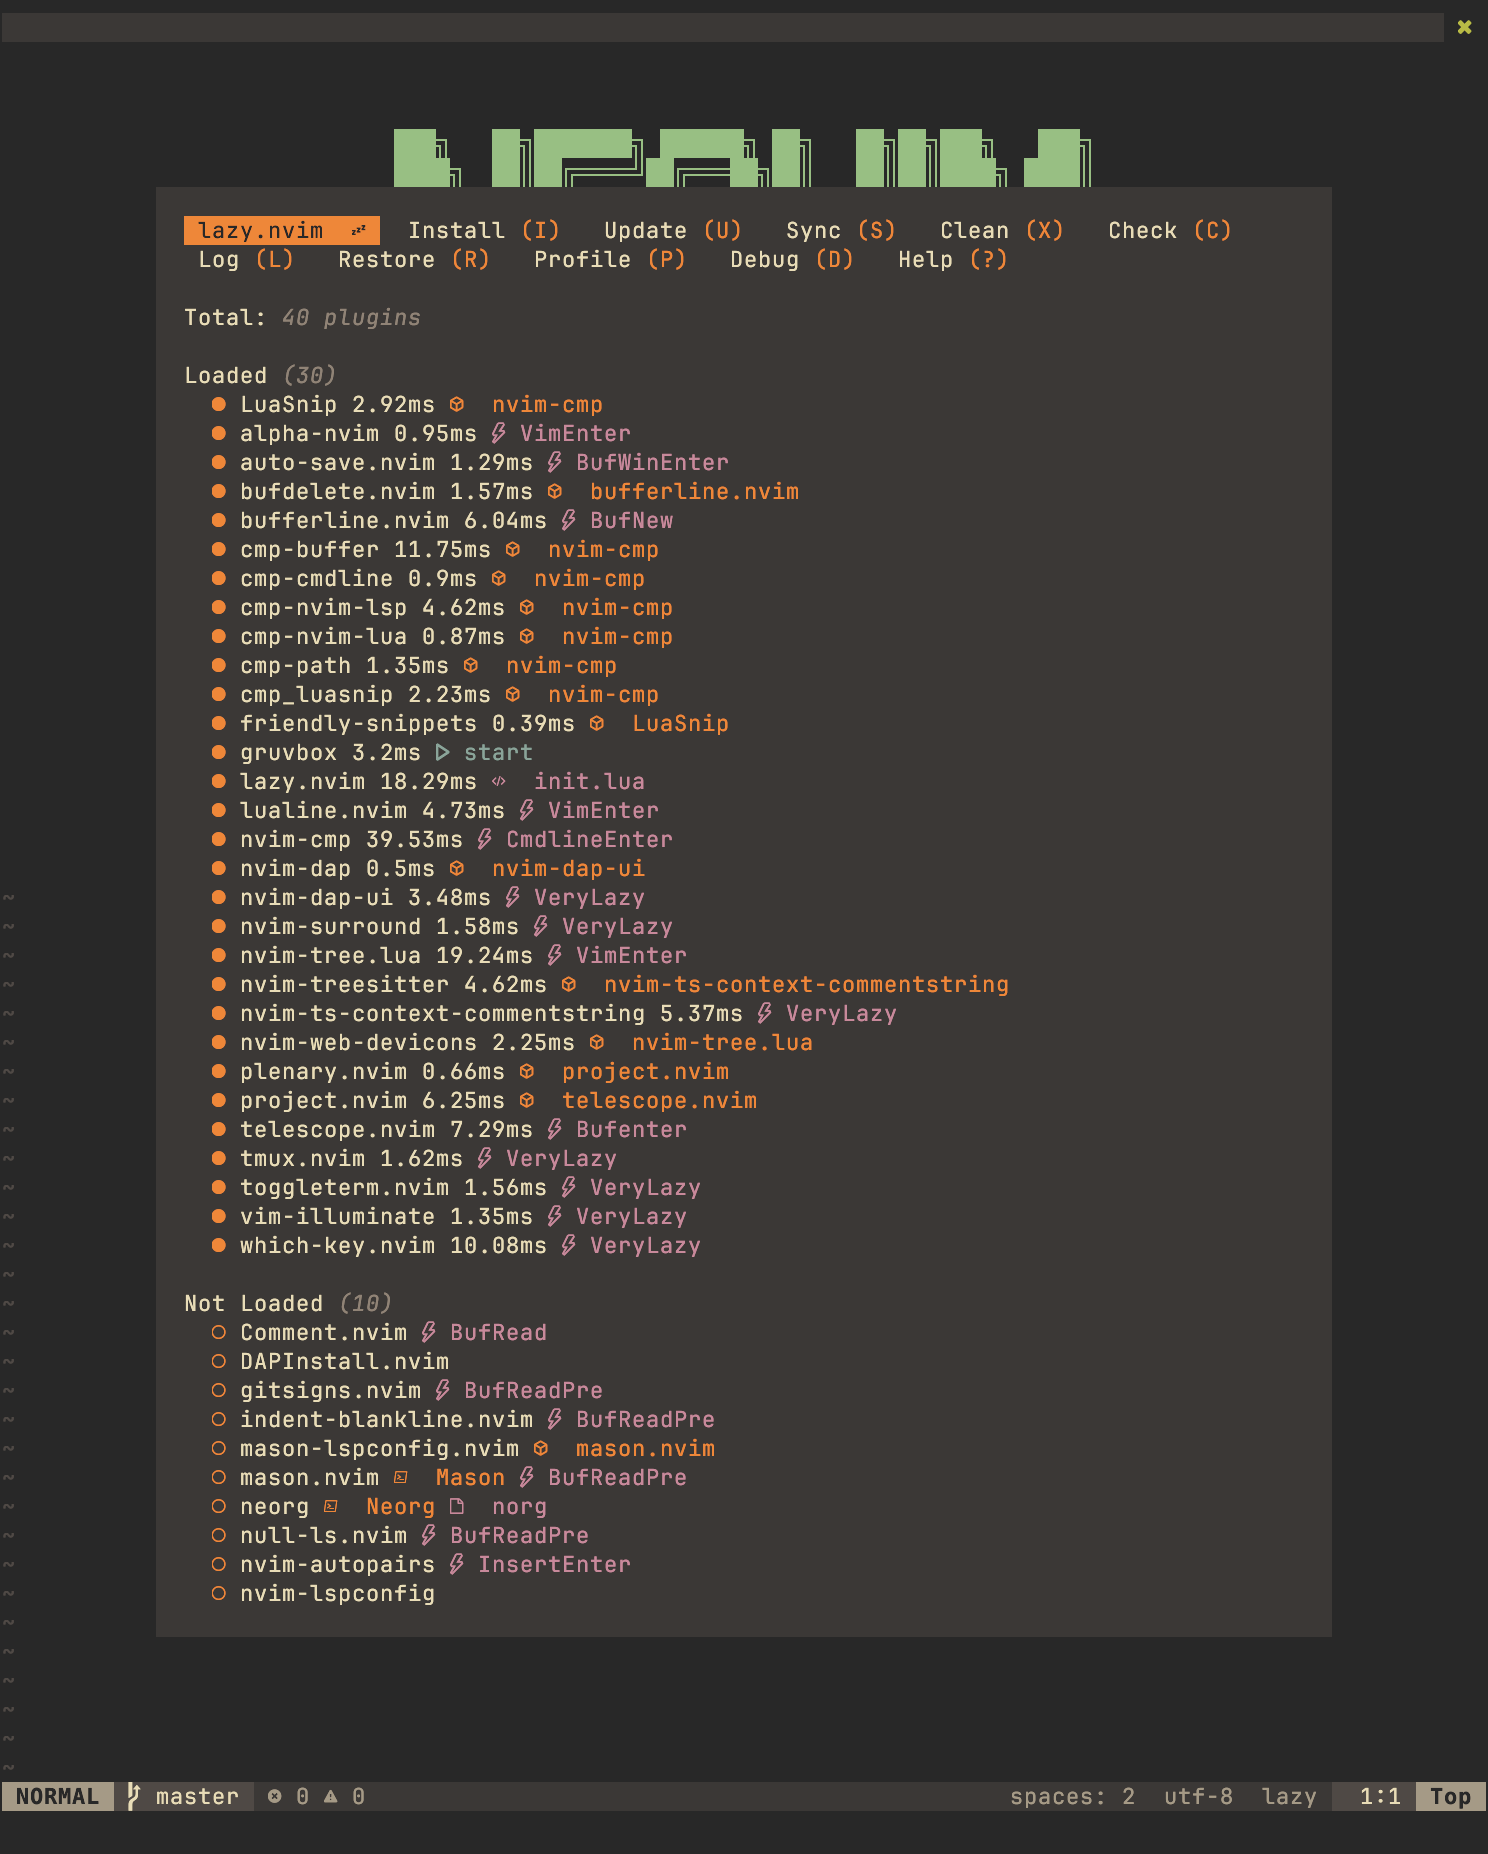 lazy.nvim 💤 Install (I) Update (U) Sync (S) Clean (X) Check (C)
Log (L) Restore (R) Profile (P) Debug (D) Help (?)
Total: 40 plugins
Loaded (30)
LuaSnip 2.92ms nvim-cmp
alpha-nvim 0.95ms VimEnter
auto-save.nvim 1.29ms BufWinEnter
bufdelete.nvim 1.57ms bufferline.nvim
bufferline.nvim 6.04ms BufNew
cmp-buffer 11.75ms nvim-cmp
cmp-cmdline 0.9ms nvim-cmp
cmp-nvim-lsp 4.62ms nvim-cmp
cmp-nvim-lua 0.87ms nvim-cmp
cmp-path 1.35ms nvim-cmp
cmp_luasnip 2.23ms nvim-cmp
friendly-snippets 0.39ms LuaSnip
gruvbox 3.2ms start
lazy.nvim 18.29ms init.lua
lualine.nvim 4.73ms VimEnter
nvim-cmp 39.53ms CmdlineEnter
nvim-dap 0.5ms nvim-dap-ui
nvim-dap-ui 3.48ms VeryLazy
nvim-surround 1.58ms VeryLazy
nvim-tree.lua 19.24ms VimEnter
nvim-treesitter 4.62ms nvim-ts-context-commentstring
nvim-ts-context-commentstring 5.37ms VeryLazy
nvim-web-devicons 2.25ms nvim-tree.lua
plenary.nvim 0.66ms project.nvim
project.nvim 6.25ms telescope.nvim
telescope.nvim 7.29ms Bufenter
tmux.nvim 1.62ms VeryLazy
toggleterm.nvim 1.56ms VeryLazy
vim-illuminate 1.35ms VeryLazy
which-key.nvim 10.08ms VeryLazy
Not Loaded (10)
Comment.nvim BufRead
DAPInstall.nvim
gitsigns.nvim BufReadPre
indent-blankline.nvim BufReadPre
mason-lspconfig.nvim mason.nvim
mason.nvim Mason BufReadPre
neorg Neorg norg
null-ls.nvim BufReadPre
nvim-autopairs InsertEnter
nvim-lspconfig
NORMAL master 0 0 spaces: 2 utf-8 lazy 1:1 Top